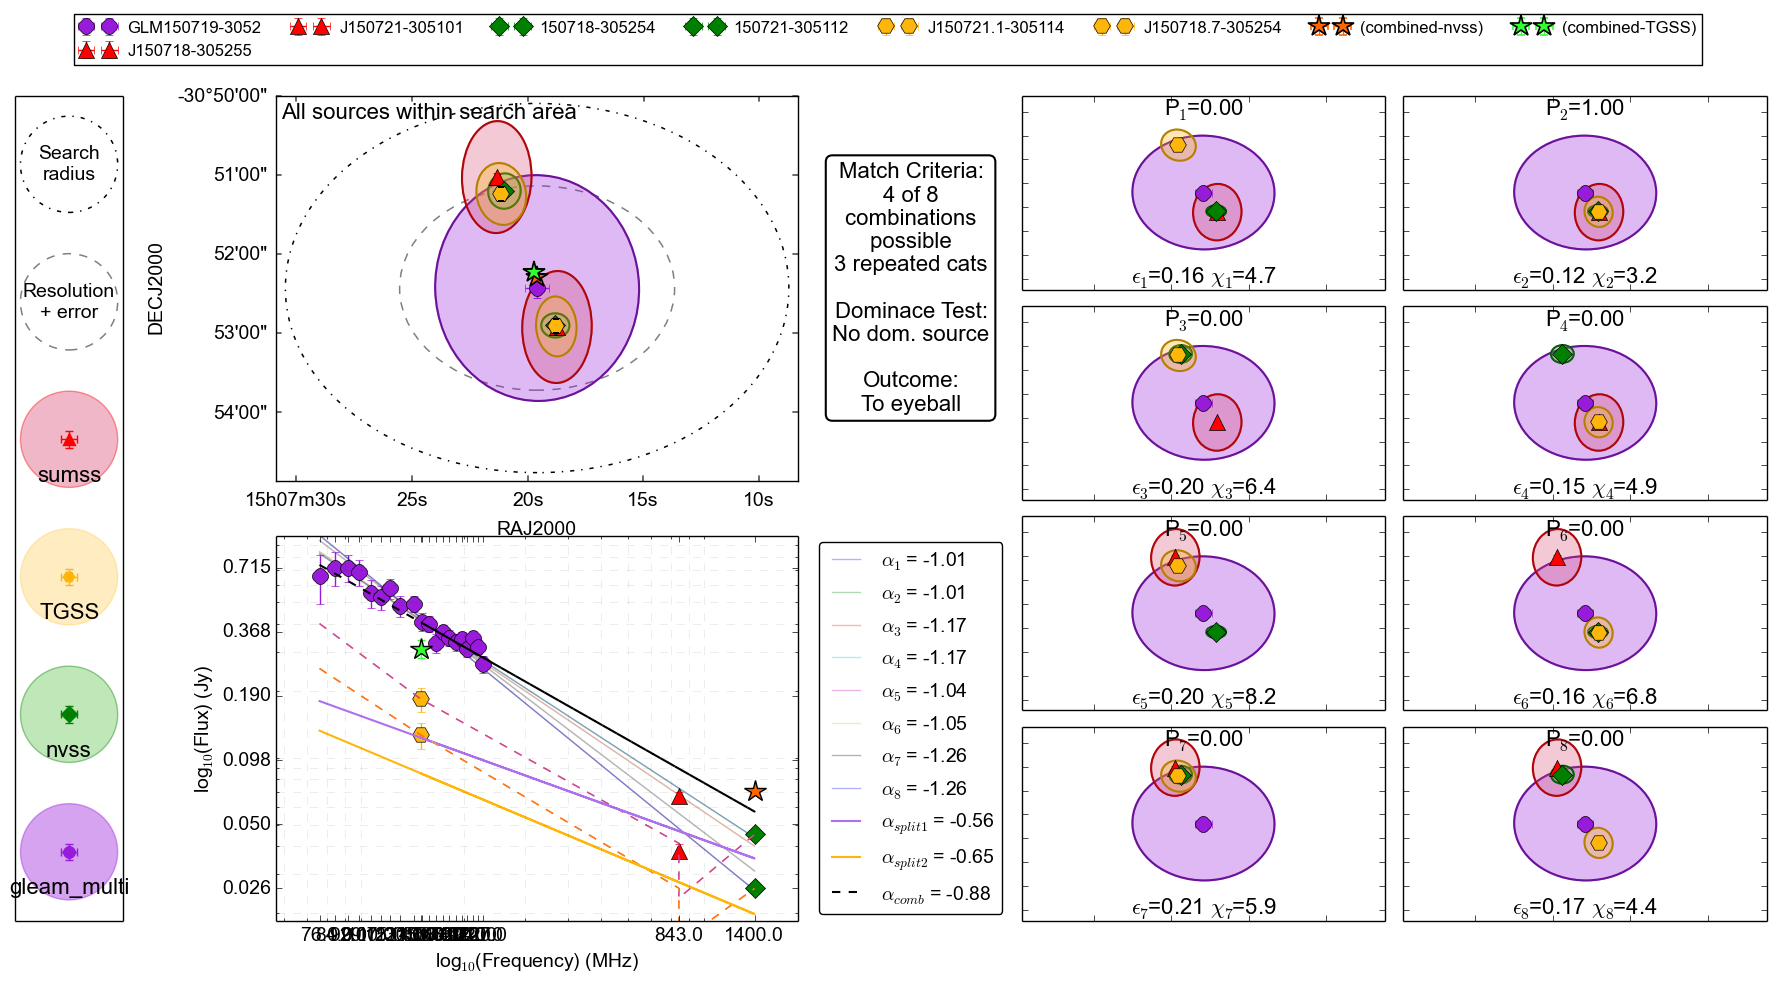 GLM150719-3052 J150721-305101 150718-305254 150721-305112 J150721.1-305114 J150718.7-305254 (combined-nvss) (combined-TGSS)
J150718-305255
Search
radius
Resolution
+ error
sumss
TGSS
nvss
gleam_multi
All sources within search area
-30°50'00"
51'00"
52'00"
53'00"
54'00"
DECJ2000
15h07m30s 25s 20s 15s 10s
RAJ2000
Match Criteria:
4 of 8
combinations
possible
3 repeated cats
Dominace Test:
No dom. source
Outcome:
To eyeball
0.715
0.368
0.190
0.098
0.050
0.026
log10(Flux) (Jy)
843.0 1400.0
log10(Frequency) (MHz)
α1 = -1.01
α2 = -1.01
α3 = -1.17
α4 = -1.17
α5 = -1.04
α6 = -1.05
α7 = -1.26
α8 = -1.26
αsplit1 = -0.56
αsplit2 = -0.65
αcomb = -0.88
P1=0.00
ϵ1=0.16 χ1=4.7
P2=1.00
ϵ2=0.12 χ2=3.2
P3=0.00
ϵ3=0.20 χ3=6.4
P4=0.00
ϵ4=0.15 χ4=4.9
P5=0.00
ϵ5=0.20 χ5=8.2
P6=0.00
ϵ6=0.16 χ6=6.8
P7=0.00
ϵ7=0.21 χ7=5.9
P8=0.00
ϵ8=0.17 χ8=4.4